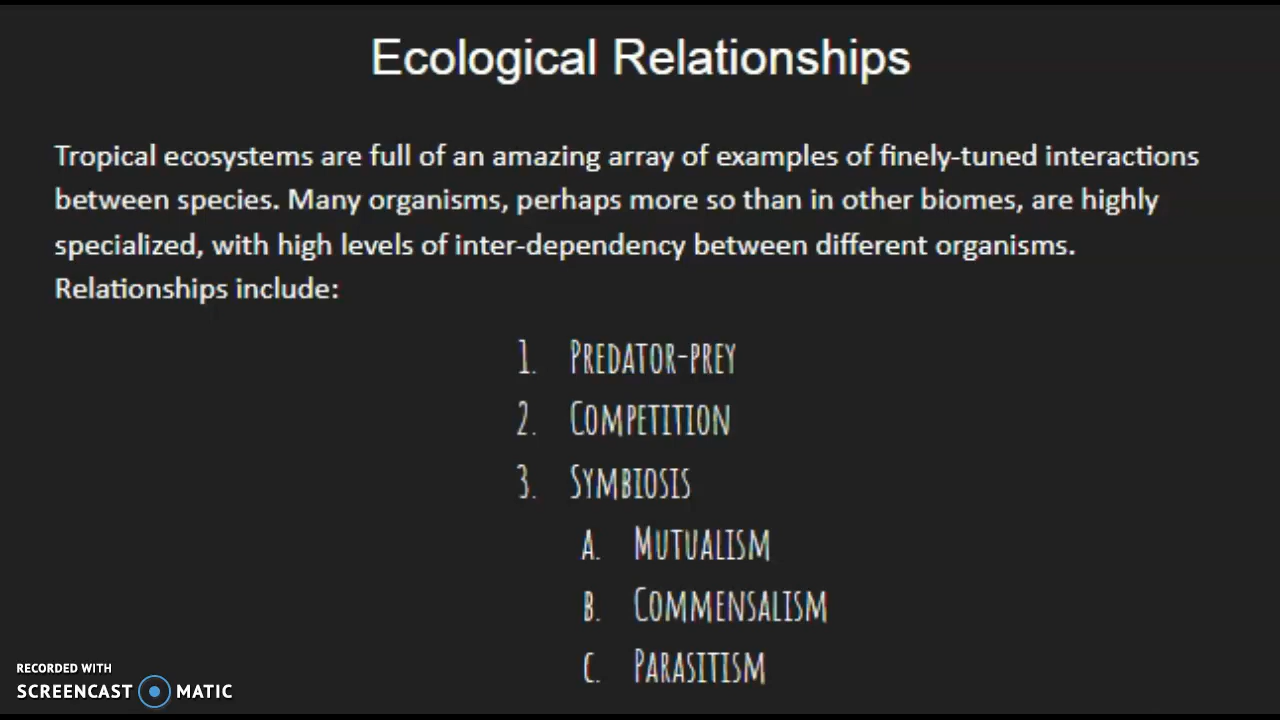 Ecological Relationships
Tropical ecosystems are full of an amazing array of examples of finely-tuned interactions
between species. Many organisms, perhaps more so than in other biomes, are highly
specialized, with high levels of inter-dependency between different organisms.
Relationships include:
1. PREDATOR-PREY
2. COMPETITION
3. SYMBIOSIS
A. MUTUALISM
B. COMMENSALISM
C. PARASITISM
RECORDED WITH
SCREENCAST MATIC